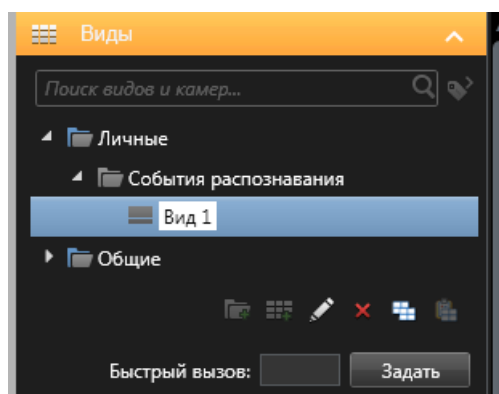 Виды
Поиск видов и камер...
Личные
События распознавания
Вид 1
Общие
Быстрый вызов:
Задать